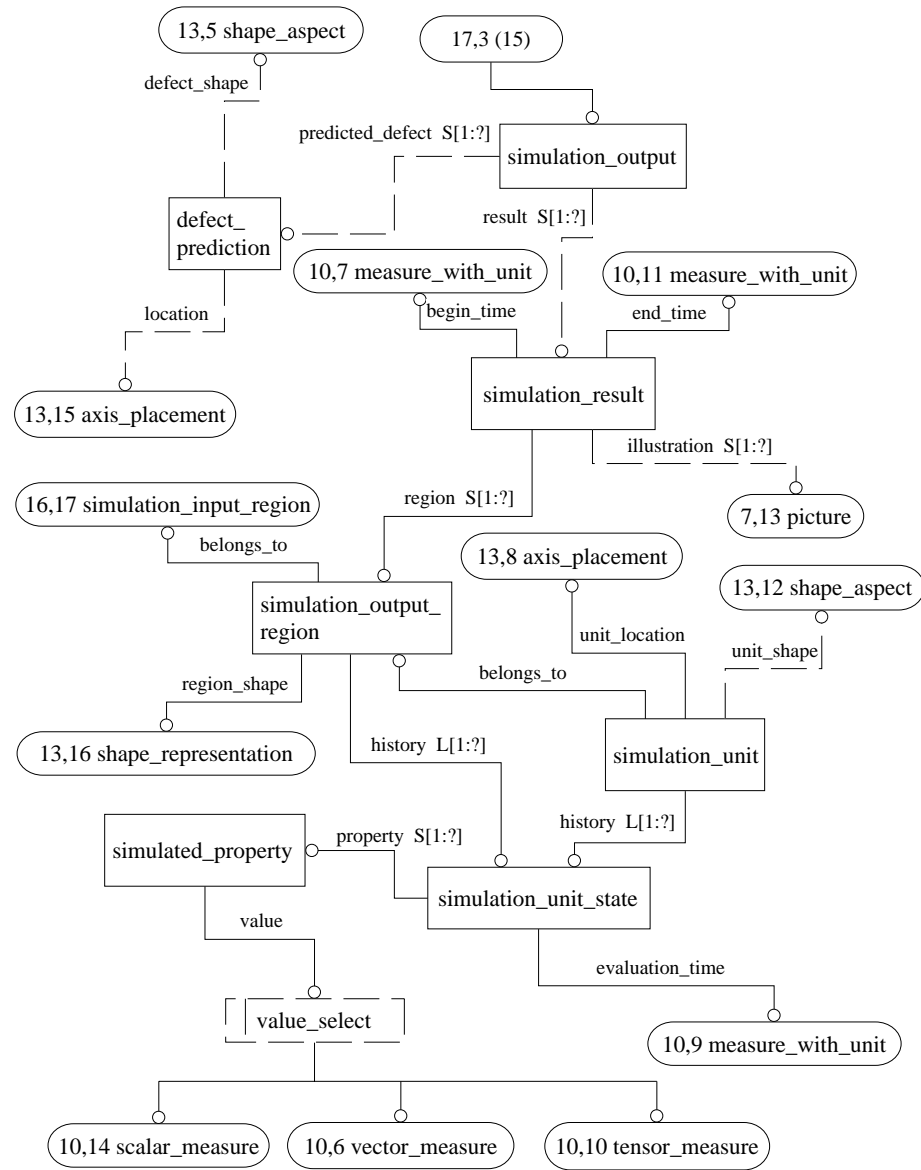 13,5 shape_aspect
17,3 (15)
defect_shape
predicted_defect S[1:?]
simulation_output
defect_
prediction
result S[1:?]
10,7 measure_with_unit
10,11 measure_with_unit
location
begin_time
end_time
simulation_result
13,15 axis_placement
illustration S[1:?]
16,17 simulation_input_region
region S[1:?]
7,13 picture
belongs_to
13,8 axis_placement
13,12 shape_aspect
simulation_output_
region
unit_location
unit_shape
region_shape
belongs_to
13,16 shape_representation
history L[1:?]
simulation_unit
history L[1:?]
simulated_property
property S[1:?]
simulation_unit_state
value
evaluation_time
value_select
10,9 measure_with_unit
10,14 scalar_measure
10,6 vector_measure
10,10 tensor_measure